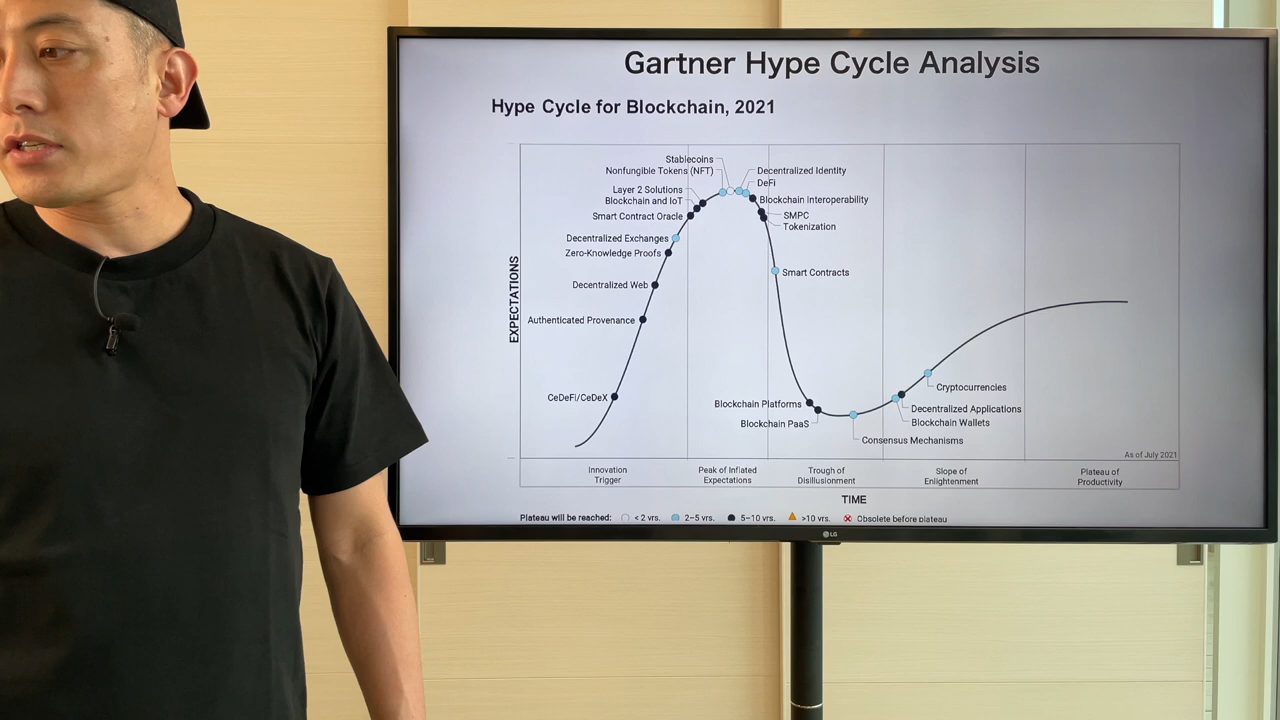 Gartner Hype Cycle Analysis
Hype Cycle for Blockchain, 2021
EXPECTATIONS
Stablecoins
Nonfungible Tokens (NFT)
Layer 2 Solutions
Blockchain and IoT
Smart Contract Oracle
Decentralized Exchanges
Zero-Knowledge Proofs
Decentralized Web
Authenticated Provenance
CeDeFi/CeDeX
Decentralized Identity
DeFi
Blockchain Interoperability
SMPC
Tokenization
Smart Contracts
Blockchain Platforms
Blockchain PaaS
Consensus Mechanisms
Cryptocurrencies
Decentralized Applications
Blockchain Wallets
As of July 2021
Innovation
Trigger
Peak of Inflated
Expectations
Trough of
Disillusionment
Slope of
Enlightenment
Plateau of
Productivity
TIME
Plateau will be reached: < 2 yrs. 2–5 yrs. 5–10 yrs. >10 yrs. Obsolete before plateau
LG